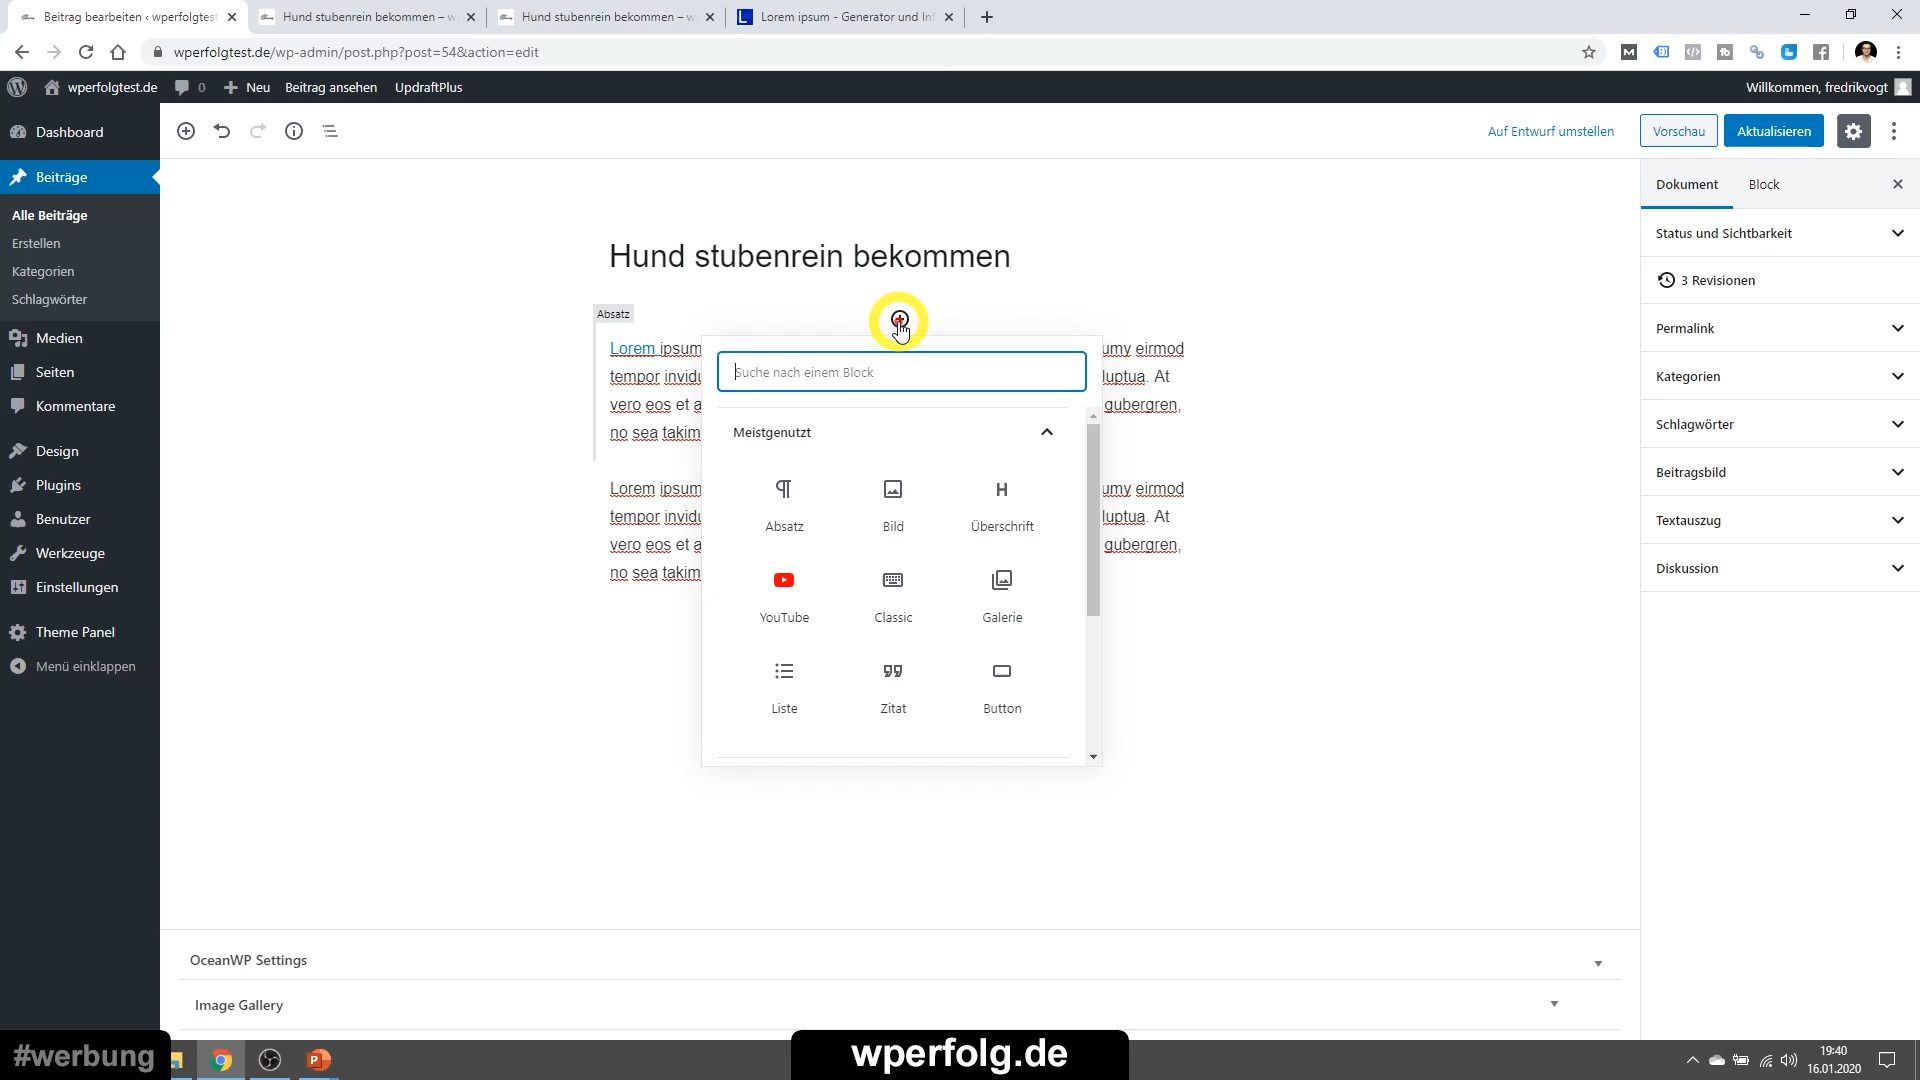 Beitrag bearbeiten ‹ wperfolgtest
Hund stubenrein bekommen – w
Hund stubenrein bekommen – w
Lorem ipsum - Generator und Inf
wperfolgtest.de/wp-admin/post.php?post=54&action=edit
wperfolgtest.de
0
Neu
Beitrag ansehen
UpdraftPlus
Willkommen, fredrikvogt
Dashboard
Beiträge
Alle Beiträge
Erstellen
Kategorien
Schlagwörter
Medien
Seiten
Kommentare
Design
Plugins
Benutzer
Werkzeuge
Einstellungen
Theme Panel
Menü einklappen
Auf Entwurf umstellen
Vorschau
Aktualisieren
Hund stubenrein bekommen
Absatz
Lorem ipsum umy eirmod
tempor invidu luptua. At
vero eos et a gubergren,
no sea takim
Lorem ipsum umy eirmod
tempor invidu luptua. At
vero eos et a gubergren,
no sea takim
Suche nach einem Block
Meistgenutzt
Absatz
Bild
Überschrift
YouTube
Classic
Galerie
Liste
Zitat
Button
Dokument
Block
Status und Sichtbarkeit
3 Revisionen
Permalink
Kategorien
Schlagwörter
Beitragsbild
Textauszug
Diskussion
OceanWP Settings
Image Gallery
#werbung
wperfolg.de
19:40
16.01.2020